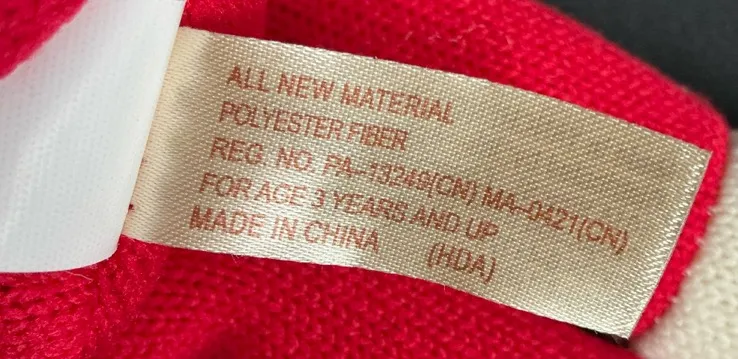 ALL NEW MATERIAL
POLYESTER FIBER
REG. NO. PA-13249(CN) MA-0421(CN)
FOR ACE 3 YEARS AND UP
MADE IN CHINA (HDA)